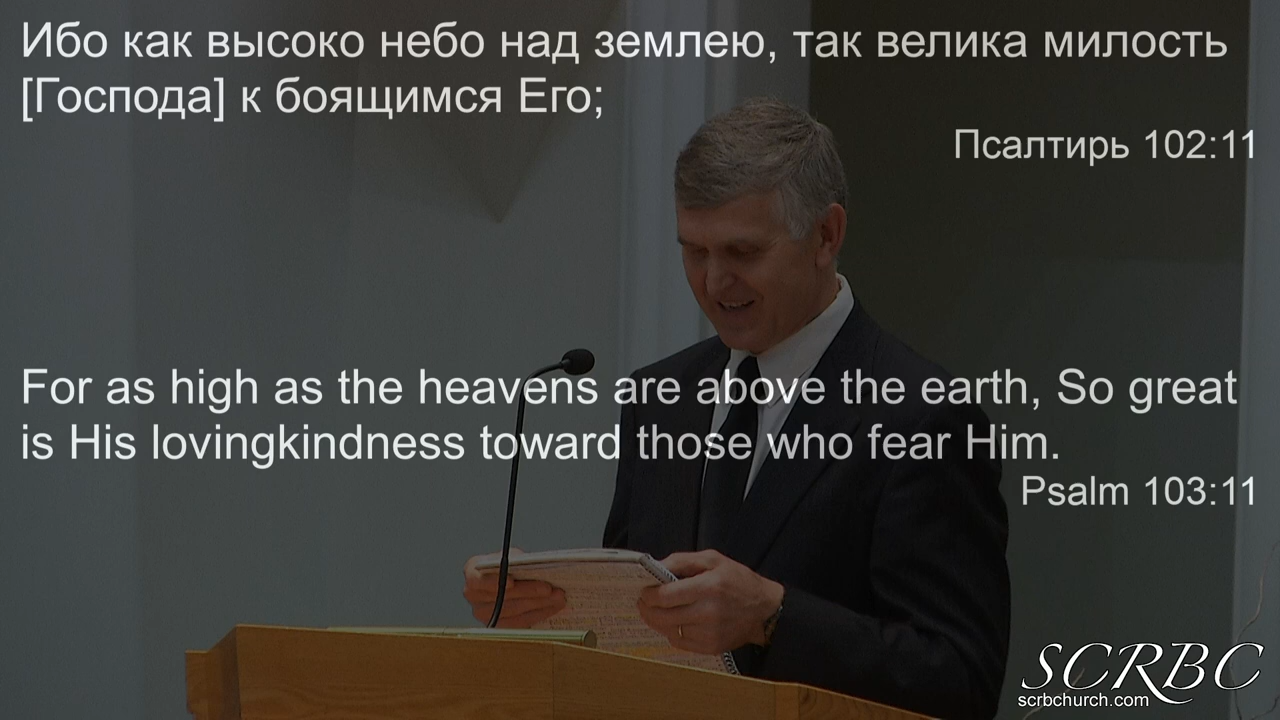 Ибо как высоко небо над землею, так велика милость
[Господа] к боящимся Его;
Псалтирь 102:11
For as high as the heavens are above the earth, So great
is His lovingkindness toward those who fear Him.
Psalm 103:11
SCRBC
scrbchurch.com